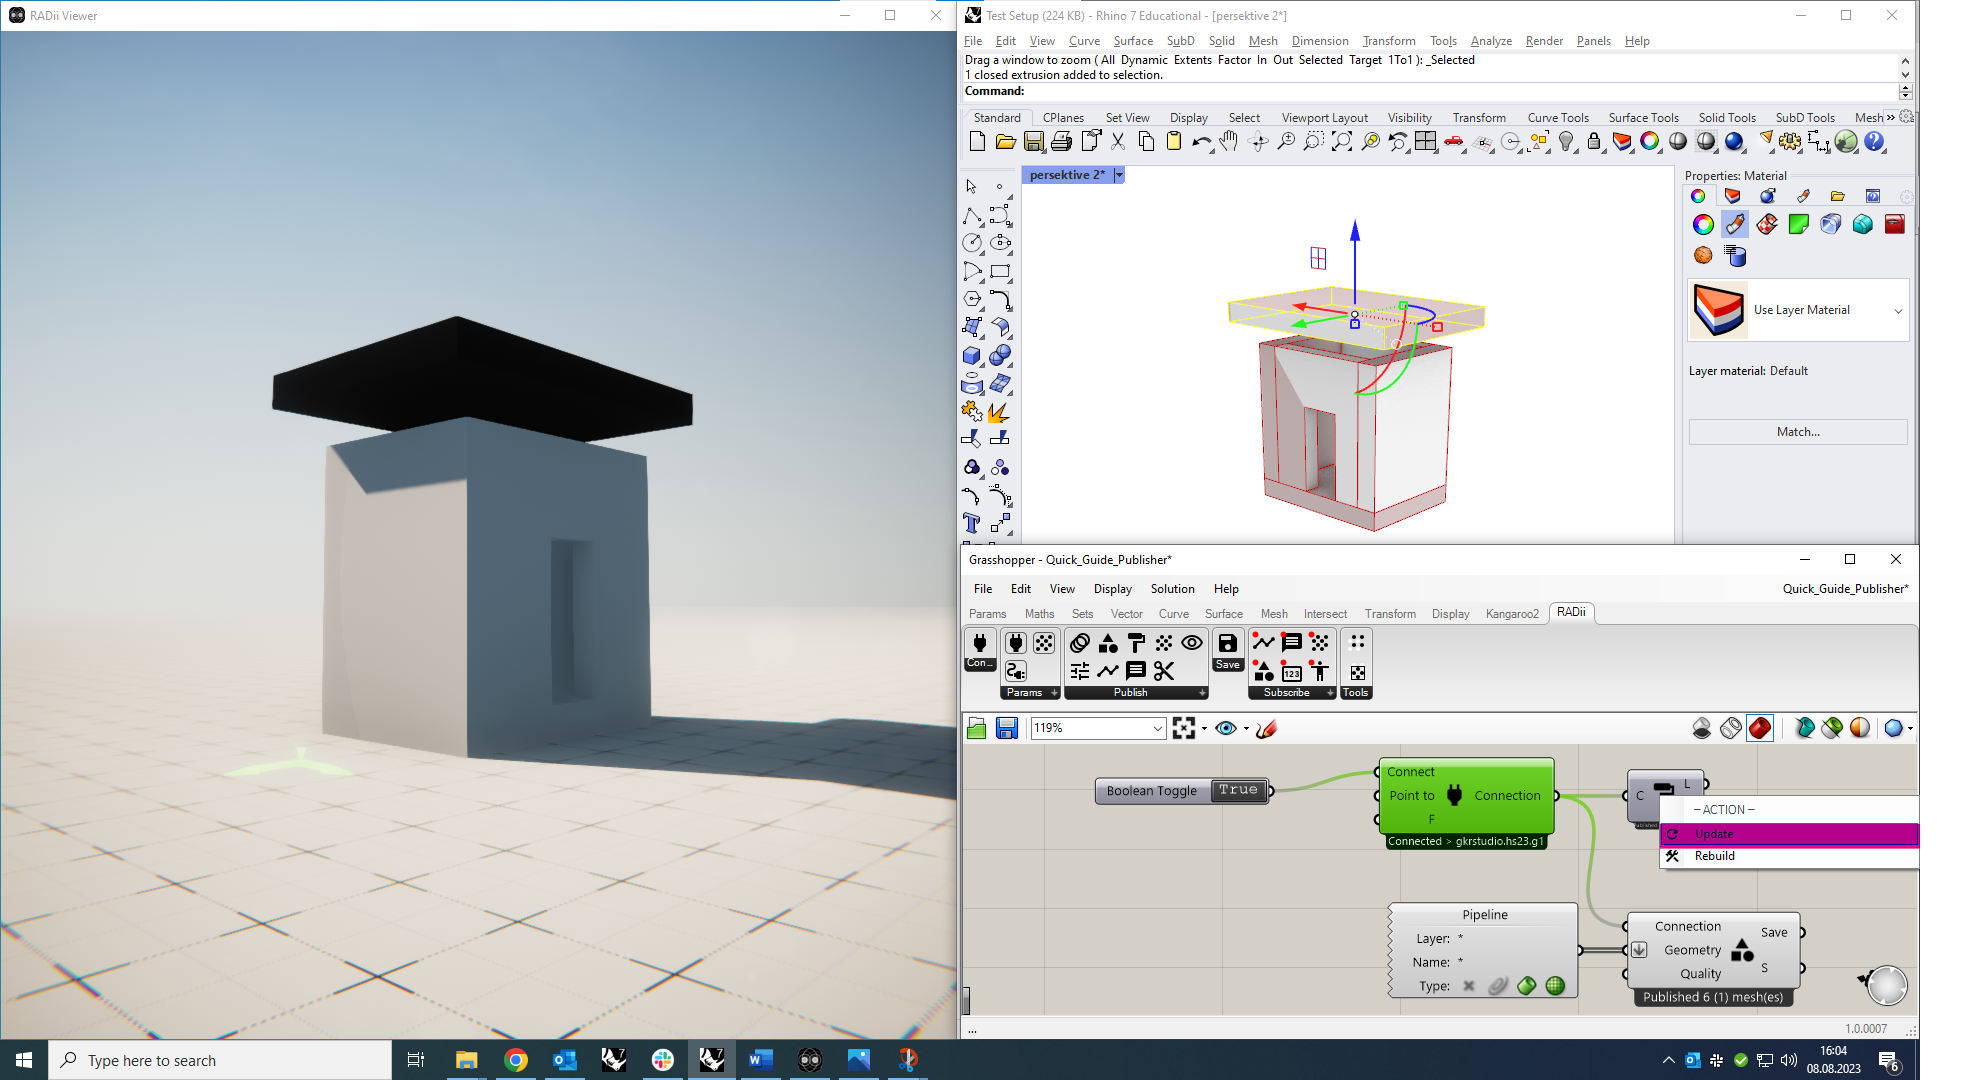 RADii Viewer
Test Setup (224 KB) - Rhino 7 Educational - [persektive 2*]
File Edit View Curve Surface SubD Solid Mesh Dimension Transform Tools Analyze Render Panels Help
Drag a window to zoom ( All Dynamic Extents Factor In Out Selected Target 1To1 ): _Selected
1 closed extrusion added to selection.
Command:
Standard CPlanes Set View Display Select Viewport Layout Visibility Transform Curve Tools Surface Tools Solid Tools SubD Tools Mesh »
persektive 2*
Properties: Material
Use Layer Material
Layer material: Default
Match...
Grasshopper - Quick_Guide_Publisher*
File Edit View Display Solution Help Quick_Guide_Publisher*
Params Maths Sets Vector Curve Surface Mesh Intersect Transform Display Kangaroo2 RADii
Con... Params Publish Save Subscribe Tools
123
119%
Boolean Toggle True
Connect
Point to Connection
F
Connected > gkrstudio.hs23.g1
C L
– ACTION –
Update
Rebuild
Pipeline
Layer: *
Name: *
Type:
Connection
Geometry
Quality
Save
S
Published 6 (1) mesh(es)
...
1.0.0007
Type here to search
16:04
08.08.2023
6